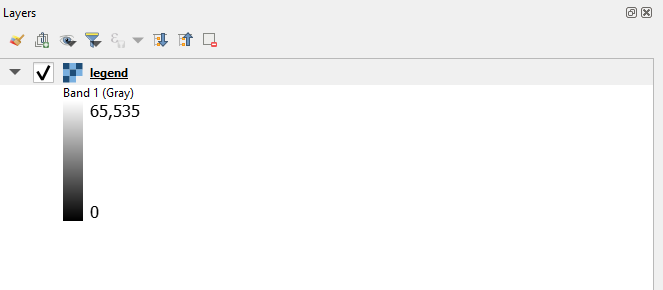 Layers
legend
Band 1 (Gray)
65,535
0